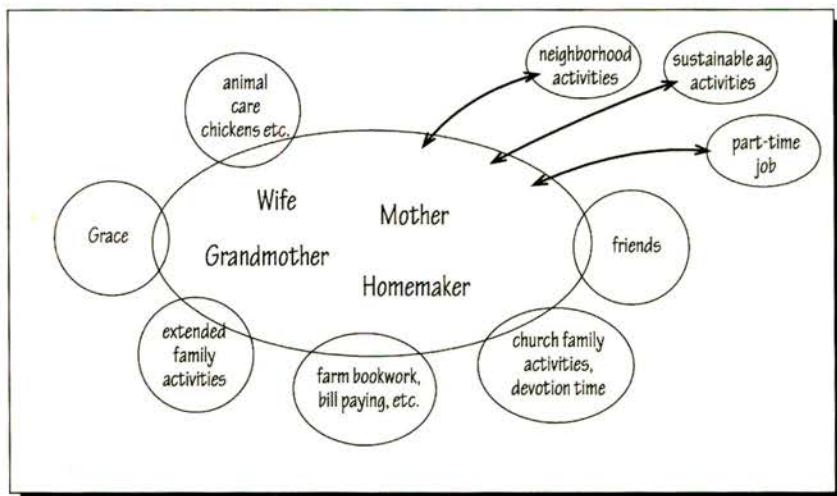 neighborhood
activities
sustainable ag
activities
part-time
job
animal
care
chickens etc.
Wife
Mother
Grace
Grandmother
Homemaker
friends
extended
family
activities
farm bookwork,
bill paying, etc.
church family
activities,
devotion time